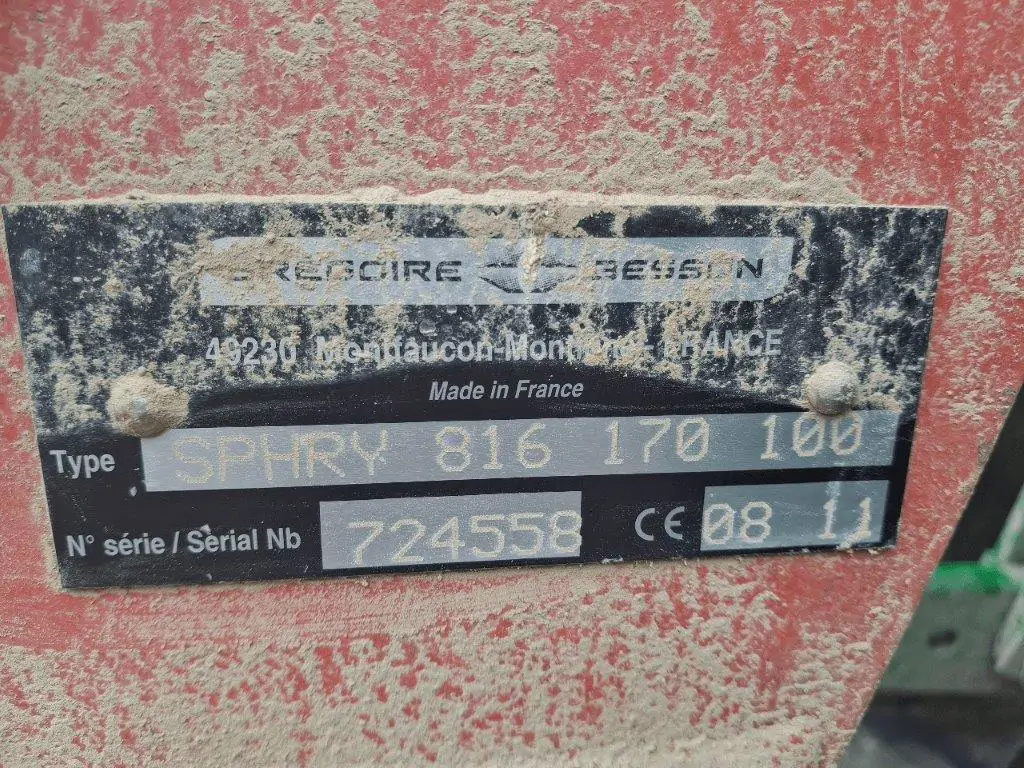 GREGOIRE BESSON
49230 Montfaucon-Montigné - FRANCE
Made in France
Type SPHRY 816 170 100
N° série / Serial Nb 724558 CE 08 11